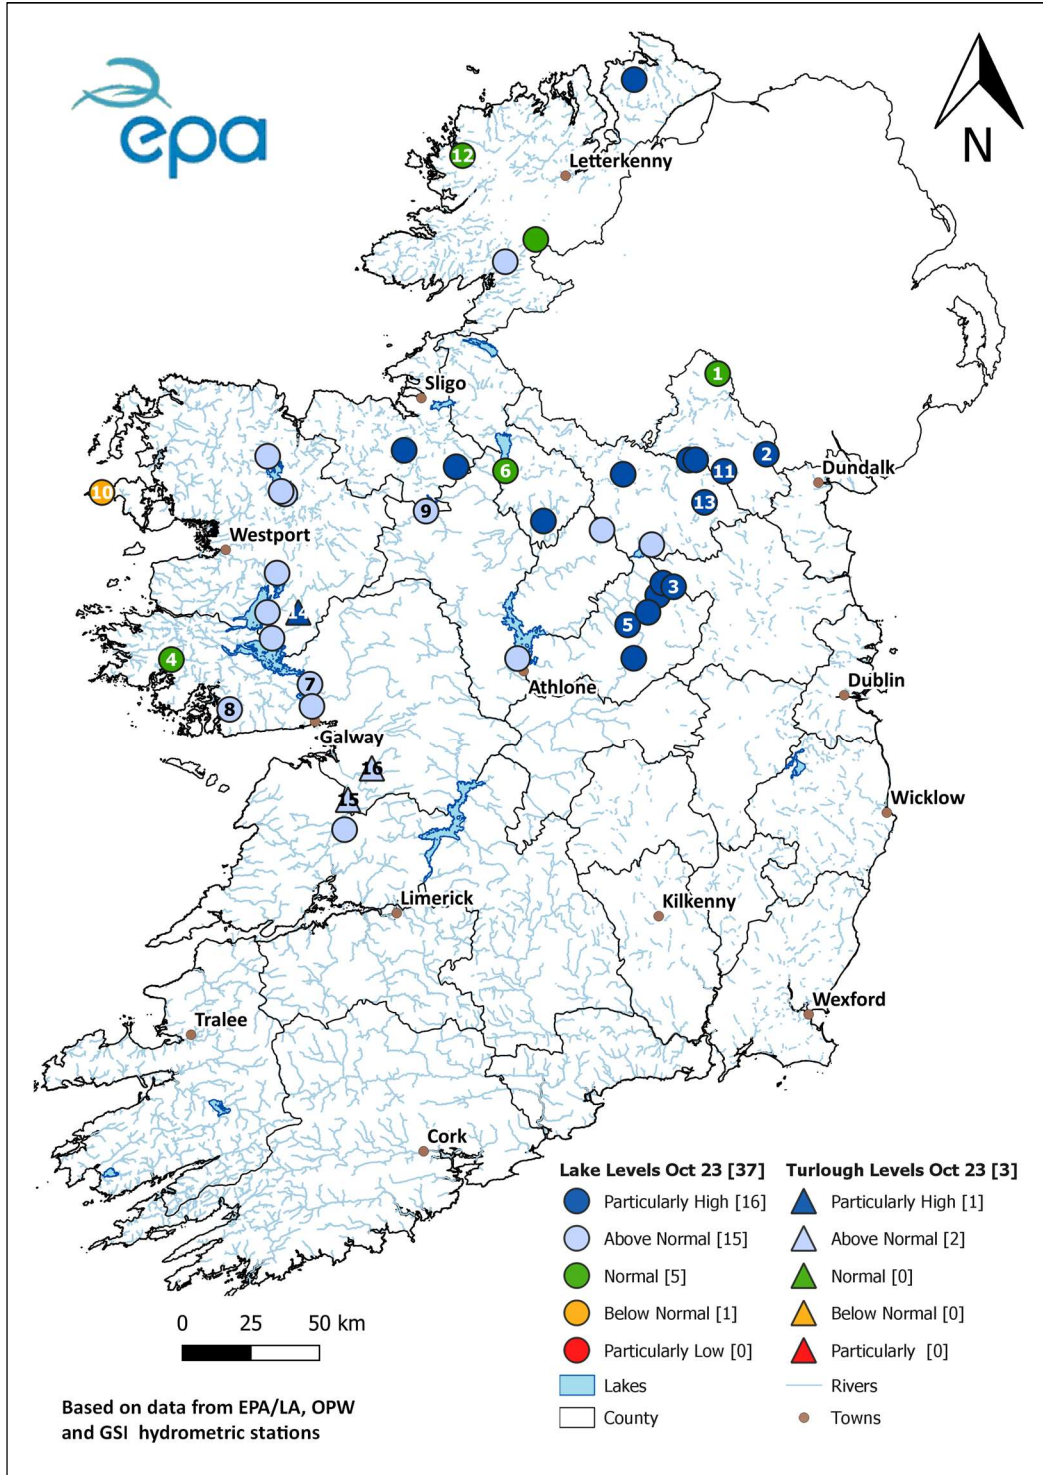 epa
N
12
Letterkenny
1
Sligo
2
6
11
Dundalk
10
13
9
Westport
3
14
5
4
Athlone
7
Dublin
8
Galway
16
15
Wicklow
Limerick
Kilkenny
Wexford
Tralee
Cork
Lake Levels Oct 23 [37]
Particularly High [16]
Above Normal [15]
Normal [5]
Below Normal [1]
Particularly Low [0]
Lakes
County
Turlough Levels Oct 23 [3]
Particularly High [1]
Above Normal [2]
Normal [0]
Below Normal [0]
Particularly [0]
Rivers
Towns
0 25 50 km
Based on data from EPA/LA, OPW
and GSI hydrometric stations